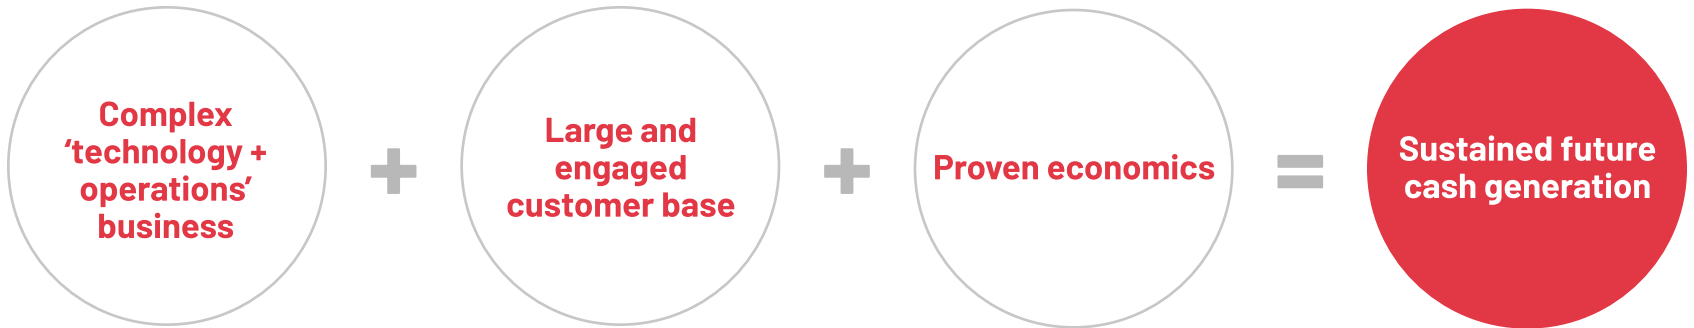 Complex
‘technology +
operations’
business
+
Large and
engaged
customer base
+
Proven economics
=
Sustained future
cash generation